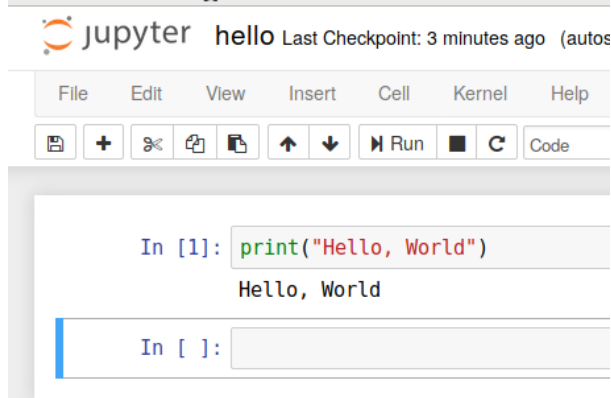 jupyter hello Last Checkpoint: 3 minutes ago (autos
File Edit View Insert Cell Kernel Help
Run Code
In [1]: print("Hello, World")
Hello, World
In [ ]: